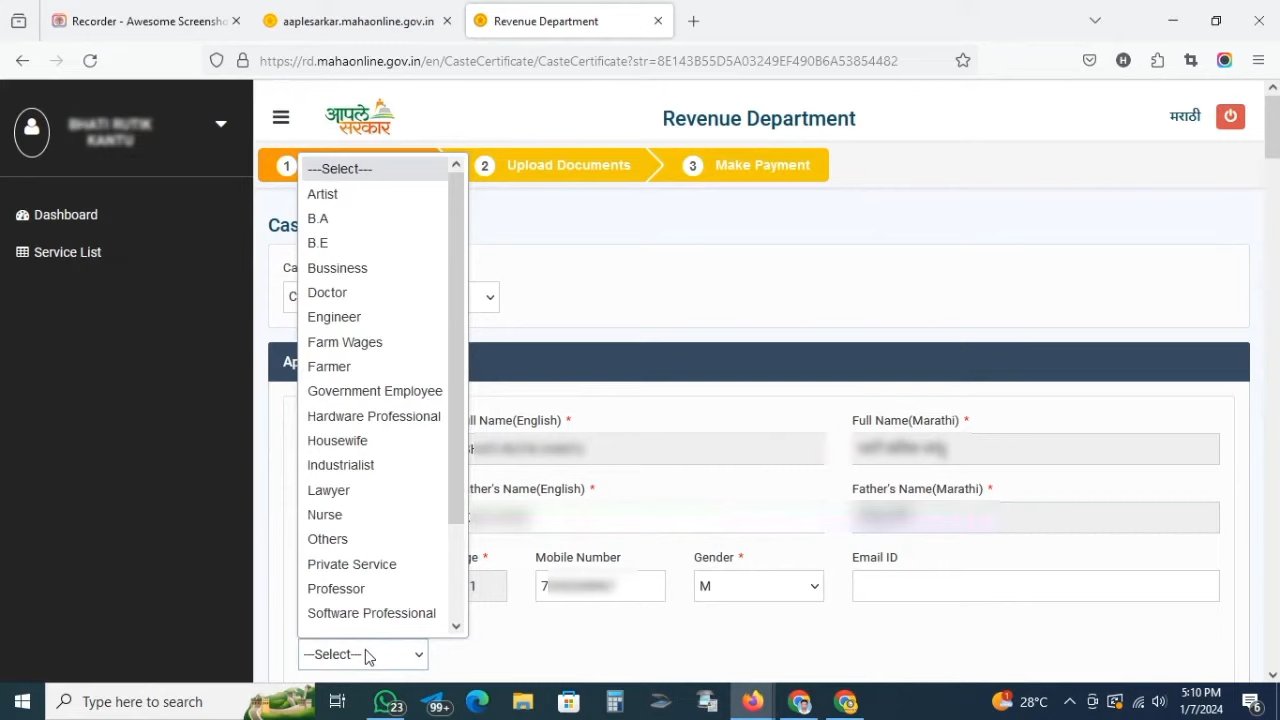 Recorder - Awesome Screensho
aaplesarkar.mahaonline.gov.in
Revenue Department
https://rd.mahaonline.gov.in/en/CasteCertificate/CasteCertificate?str=8E143B55D5A03249EF490B6A53854482
BHATI RUTIK
KANTU
आपले
सरकार
Revenue Department
मराठी
1
2 Upload Documents
3 Make Payment
Dashboard
Service List
---Select---
Artist
B.A
B.E
Bussiness
Doctor
Engineer
Farm Wages
Farmer
Government Employee
Hardware Professional
Housewife
Industrialist
Lawyer
Nurse
Others
Private Service
Professor
Software Professional
Cas
Ca
C
Ap
ll Name(English) *
Full Name(Marathi) *
ther's Name(English) *
Father's Name(Marathi) *
ge *
Mobile Number
Gender *
Email ID
1
7
M
---Select---
Type here to search
23
99+
28°C
5:10 PM
1/7/2024
6